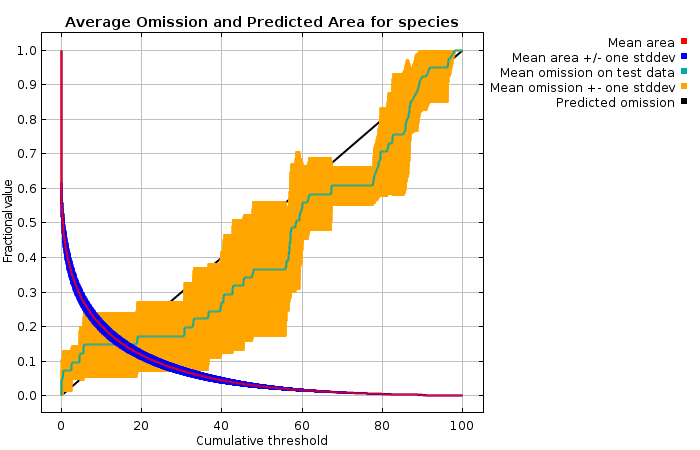 Average Omission and Predicted Area for species
Mean area
Mean area +/- one stddev
Mean omission on test data
Mean omission +- one stddev
Predicted omission
Fractional value
1.0
0.9
0.8
0.7
0.6
0.5
0.4
0.3
0.2
0.1
0.0
0 20 40 60 80 100
Cumulative threshold